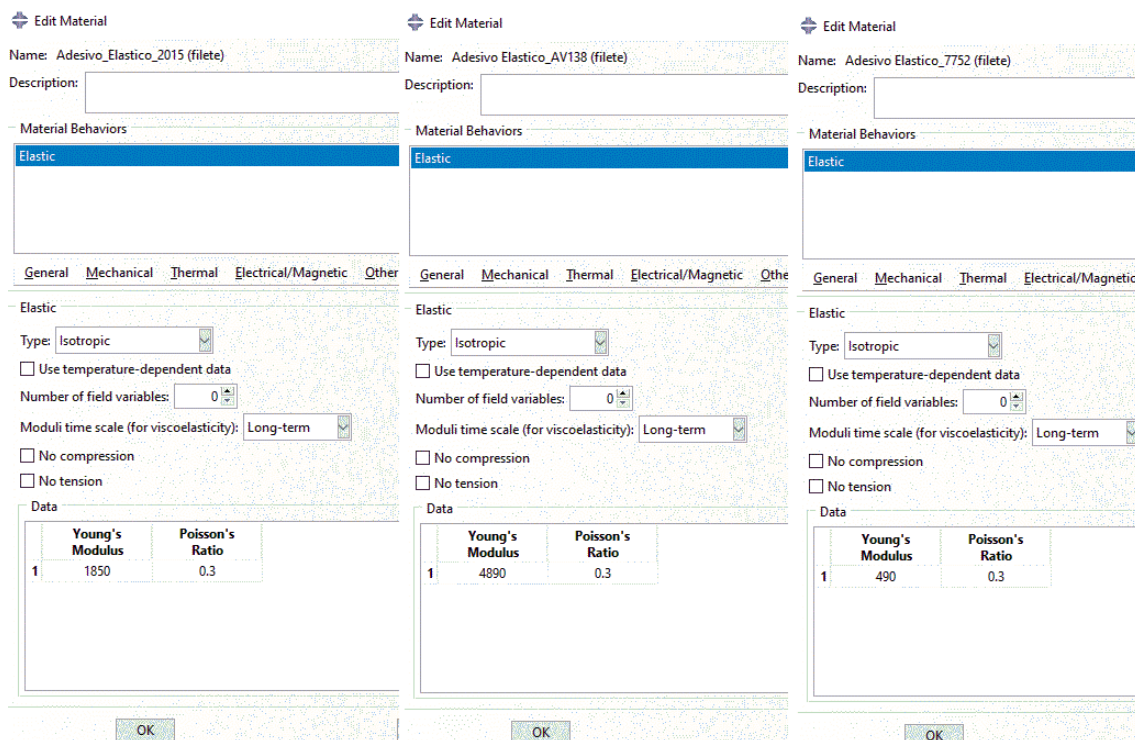 Edit Material
Name: Adesivo_Elastico_2015 (filete)
Description:
Material Behaviors
Elastic
General Mechanical Thermal Electrical/Magnetic Other
Elastic
Type: Isotropic
Use temperature-dependent data
Number of field variables: 0
Moduli time scale (for viscoelasticity): Long-term
No compression
No tension
Data
Young's Modulus Poisson's Ratio
1 1850 0.3
OK
Edit Material
Name: Adesivo Elastico_AV138 (filete)
Description:
Material Behaviors
Elastic
General Mechanical Thermal Electrical/Magnetic Othe
Elastic
Type: Isotropic
Use temperature-dependent data
Number of field variables: 0
Moduli time scale (for viscoelasticity): Long-term
No compression
No tension
Data
Young's Modulus Poisson's Ratio
1 4890 0.3
OK
Edit Material
Name: Adesivo Elastico_7752 (filete)
Description:
Material Behaviors
Elastic
General Mechanical Thermal Electrical/Magnetic
Elastic
Type: Isotropic
Use temperature-dependent data
Number of field variables: 0
Moduli time scale (for viscoelasticity): Long-term
No compression
No tension
Data
Young's Modulus Poisson's Ratio
1 490 0.3
OK